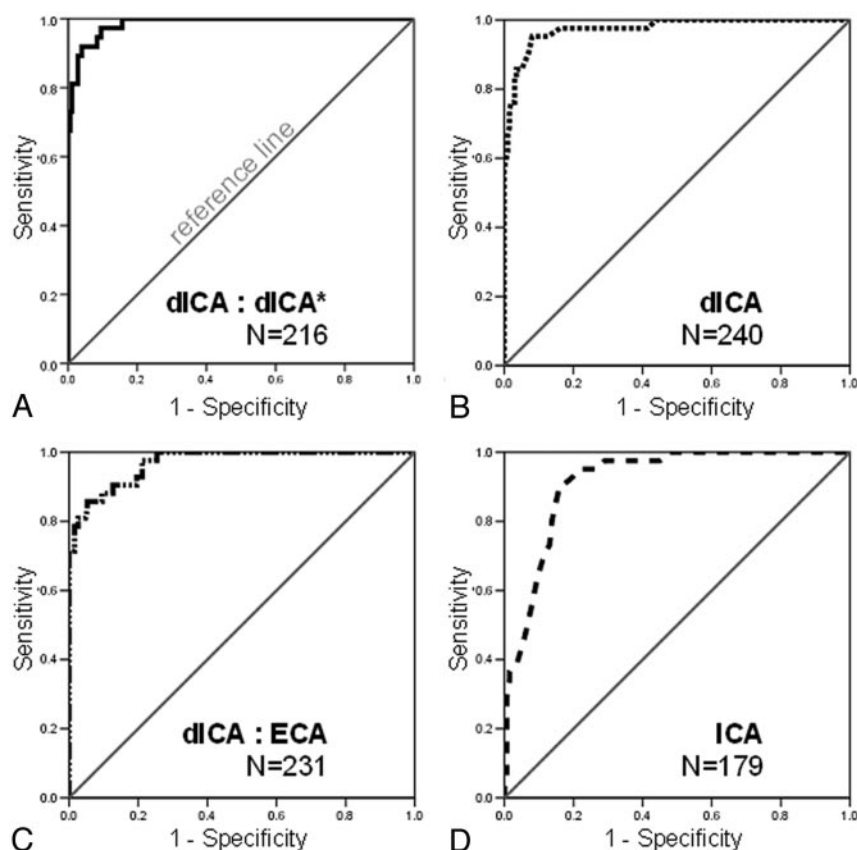 1.0
0.8
0.6
0.4
0.2
0.0
Sensitivity
reference line
dICA : dICA*
N=216
0.0 0.2 0.4 0.6 0.8 1.0
1 - Specificity
A
1.0
0.8
0.6
0.4
0.2
0.0
Sensitivity
dICA
N=240
0.0 0.2 0.4 0.6 0.8 1.0
1 - Specificity
B
1.0
0.8
0.6
0.4
0.2
0.0
Sensitivity
dICA : ECA
N=231
0.0 0.2 0.4 0.6 0.8 1.0
1 - Specificity
C
1.0
0.8
0.6
0.4
0.2
0.0
Sensitivity
ICA
N=179
0.0 0.2 0.4 0.6 0.8 1.0
1 - Specificity
D